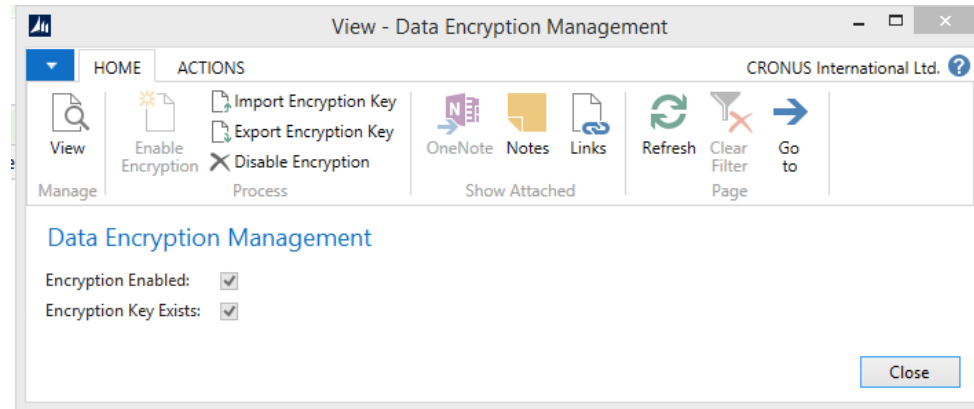 View - Data Encryption Management
HOME ACTIONS CRONUS International Ltd.
View
Enable Encryption
Import Encryption Key
Export Encryption Key
Disable Encryption
OneNote Notes Links
Refresh Clear Filter Go to
Manage Process Show Attached Page
Data Encryption Management
Encryption Enabled:
Encryption Key Exists:
Close